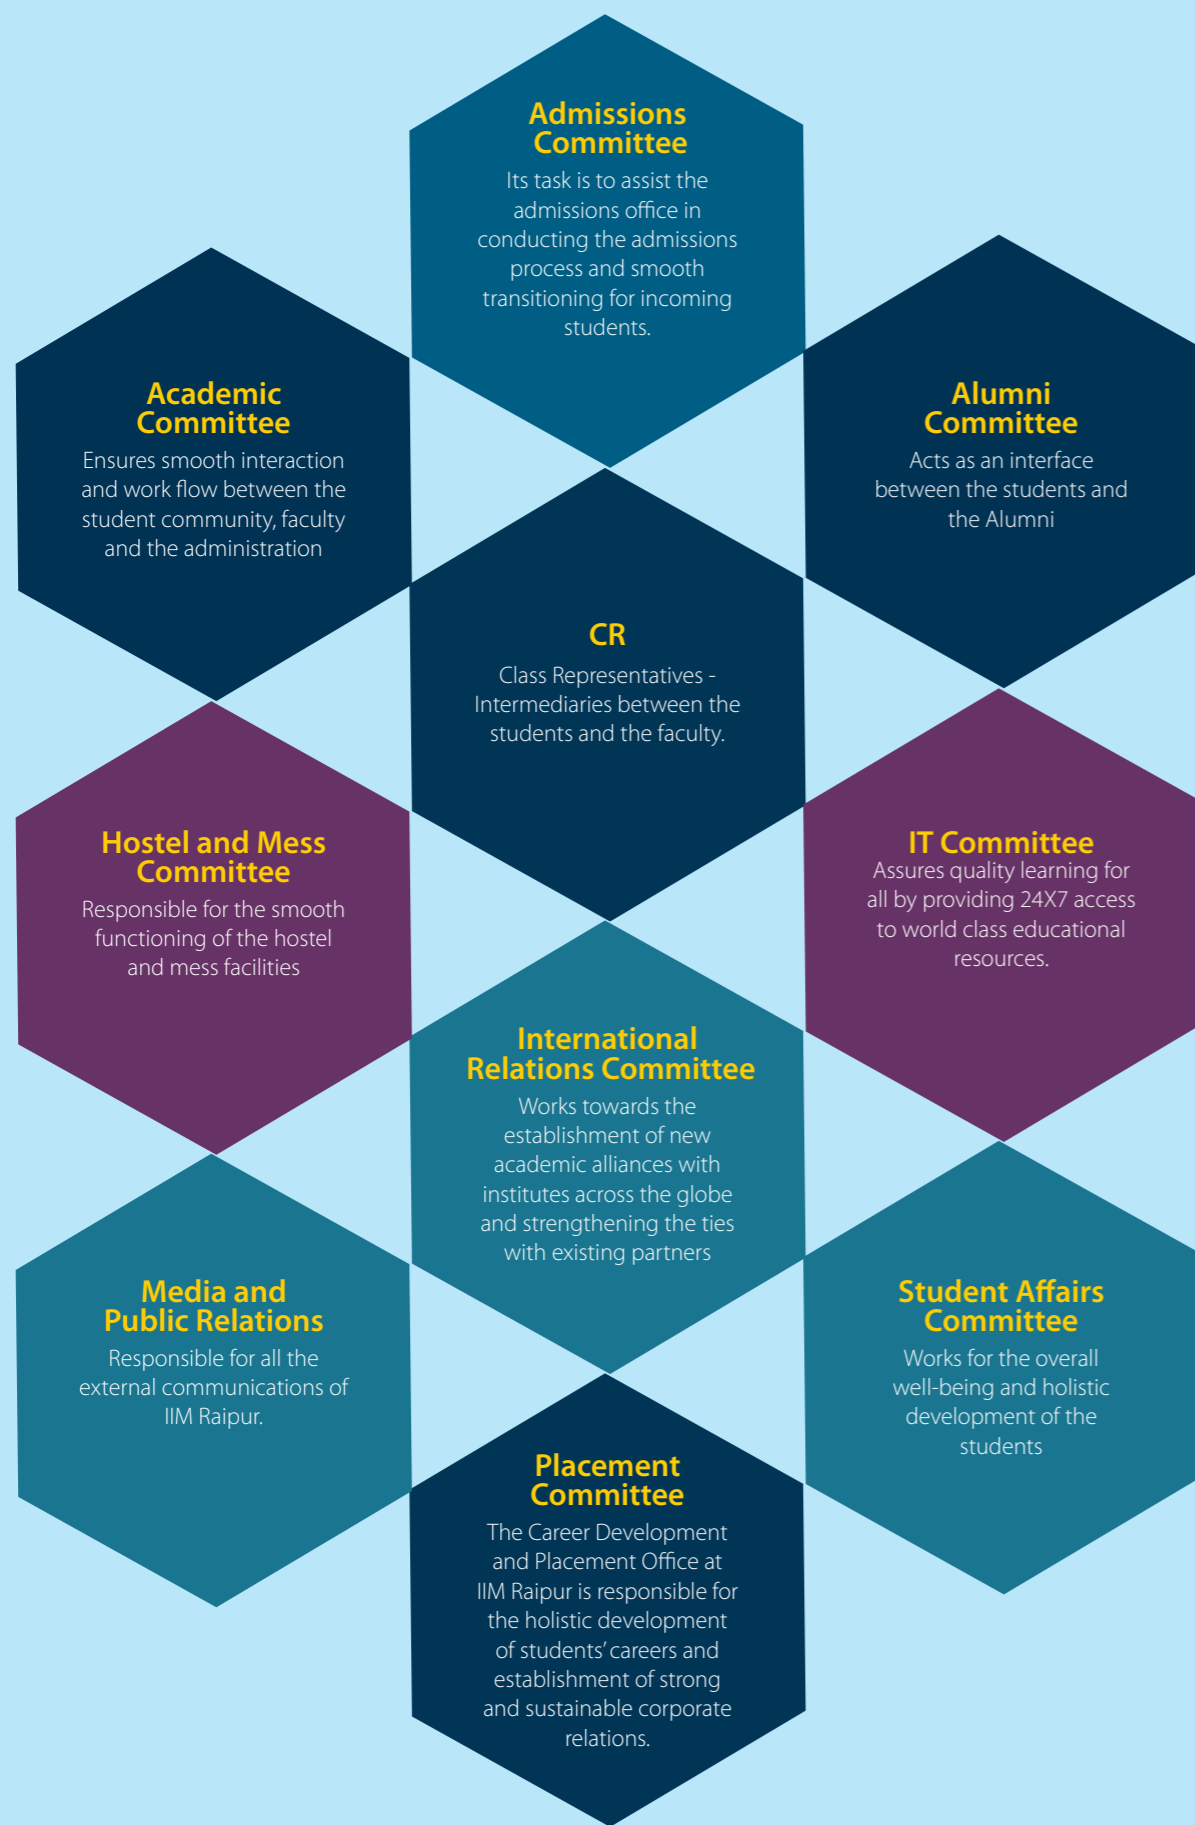 Admissions
Committee
Its task is to assist the
admissions office in
conducting the admissions
process and smooth
transitioning for incoming
students.
Academic
Committee
Ensures smooth interaction
and work flow between the
student community, faculty
and the administration
Alumni
Committee
Acts as an interface
between the students and
the Alumni
CR
Class Representatives -
Intermediaries between the
students and the faculty.
Hostel and Mess
Committee
Responsible for the smooth
functioning of the hostel
and mess facilities
IT Committee
Assures quality learning for
all by providing 24X7 access
to world class educational
resources.
International
Relations Committee
Works towards the
establishment of new
academic alliances with
institutes across the globe
and strengthening the ties
with existing partners
Media and
Public Relations
Responsible for all the
external communications of
IIM Raipur.
Student Affairs
Committee
Works for the overall
well-being and holistic
development of the
students
Placement
Committee
The Career Development
and Placement Office at
IIM Raipur is responsible for
the holistic development
of students’ careers and
establishment of strong
and sustainable corporate
relations.